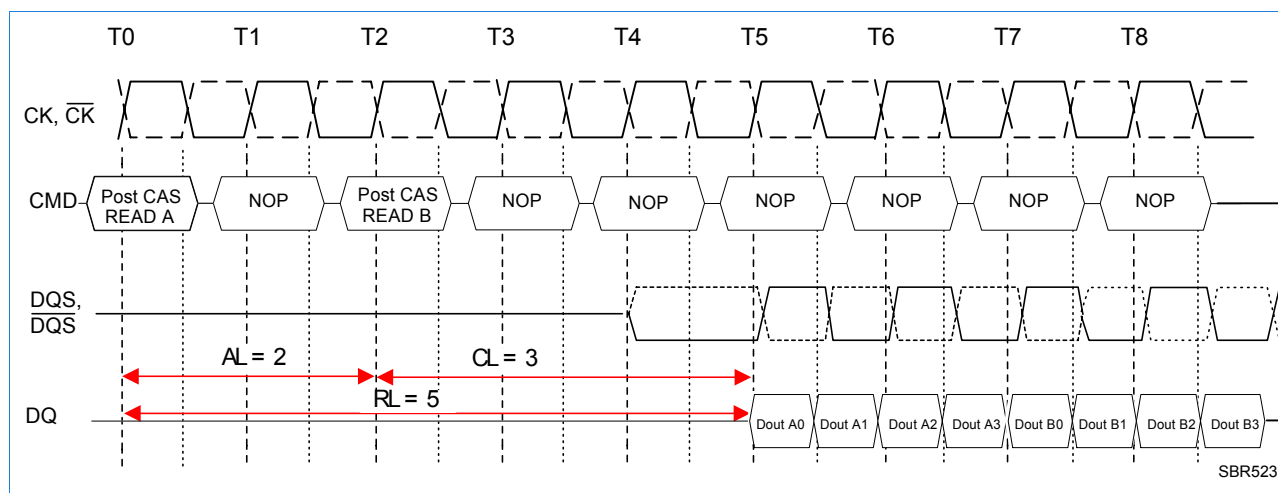 T0 T1 T2 T3 T4 T5 T6 T7 T8
CK, CK
CMD
Post CAS
READ A
NOP
Post CAS
READ B
NOP
NOP
NOP
NOP
NOP
NOP
DQS,
DQS
AL = 2
CL = 3
RL = 5
DQ
Dout A0
Dout A1
Dout A2
Dout A3
Dout B0
Dout B1
Dout B2
Dout B3
SBR523